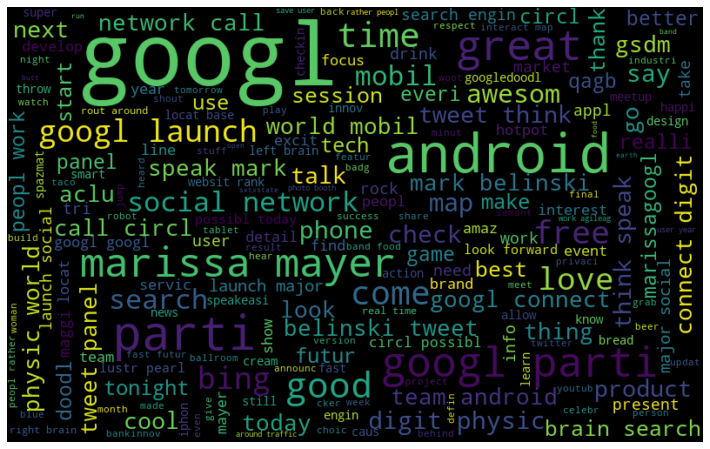 super
save user
back
rather peopl
respect
interact map
run
band
next
network call
search engin
circl
thank
better
develop
googl
time
great
gsdm
industri
night
checkin
drink
market
say
take
throw
year
tomorrow
focus
mobil
googledoodl
watch
start
rout around
shout
innov
session
everi
awesom
qagb
meetup
happi
butt
use
play
tweet think
appl
go
design
googl launch
locat base
world mobil
hotpot
realli
line
excit
tech
android
panel
left brain
talk
peopl work
smart
speak mark
aclu
stuff
open
featur
badg
mark belinski
map
make
rock
peopl
tri
taco
heard
websit rank
social network
spazmat
call circl
robot
possibl today
phone
success
share
interest
final
earth
build
googl googl
tablet
user
detail
find
band food
check
work
free
marissagoogl
think speak
connect digit
physic world
launch social
maggi locat
marissa mayer
hear
amaz
look forward
event
user year
privaci
game
need
best
love
search
servic
launch major
action
come
brand
googl connect
meet
allow
grab
speakeasi
look
news
real time
belinski tweet
thing
info
know
beer
major social
woman
peopl rather
doodl
tweet panel
team
parti
show
version
circl possibl
twitter
bread
updat
fast futur
ballroom
futur
googl parti
lustr pearl
announc
fast
project
learn
youtub
product
tonight
bing
good
team android
month
made
cream
blue
cool
give
mayer
still
cker
week
defin
celebr
person
present
right brain
iphon
even
today
engin
choic
caus
digit physic
behind
brain search
bankinnov
around traffic